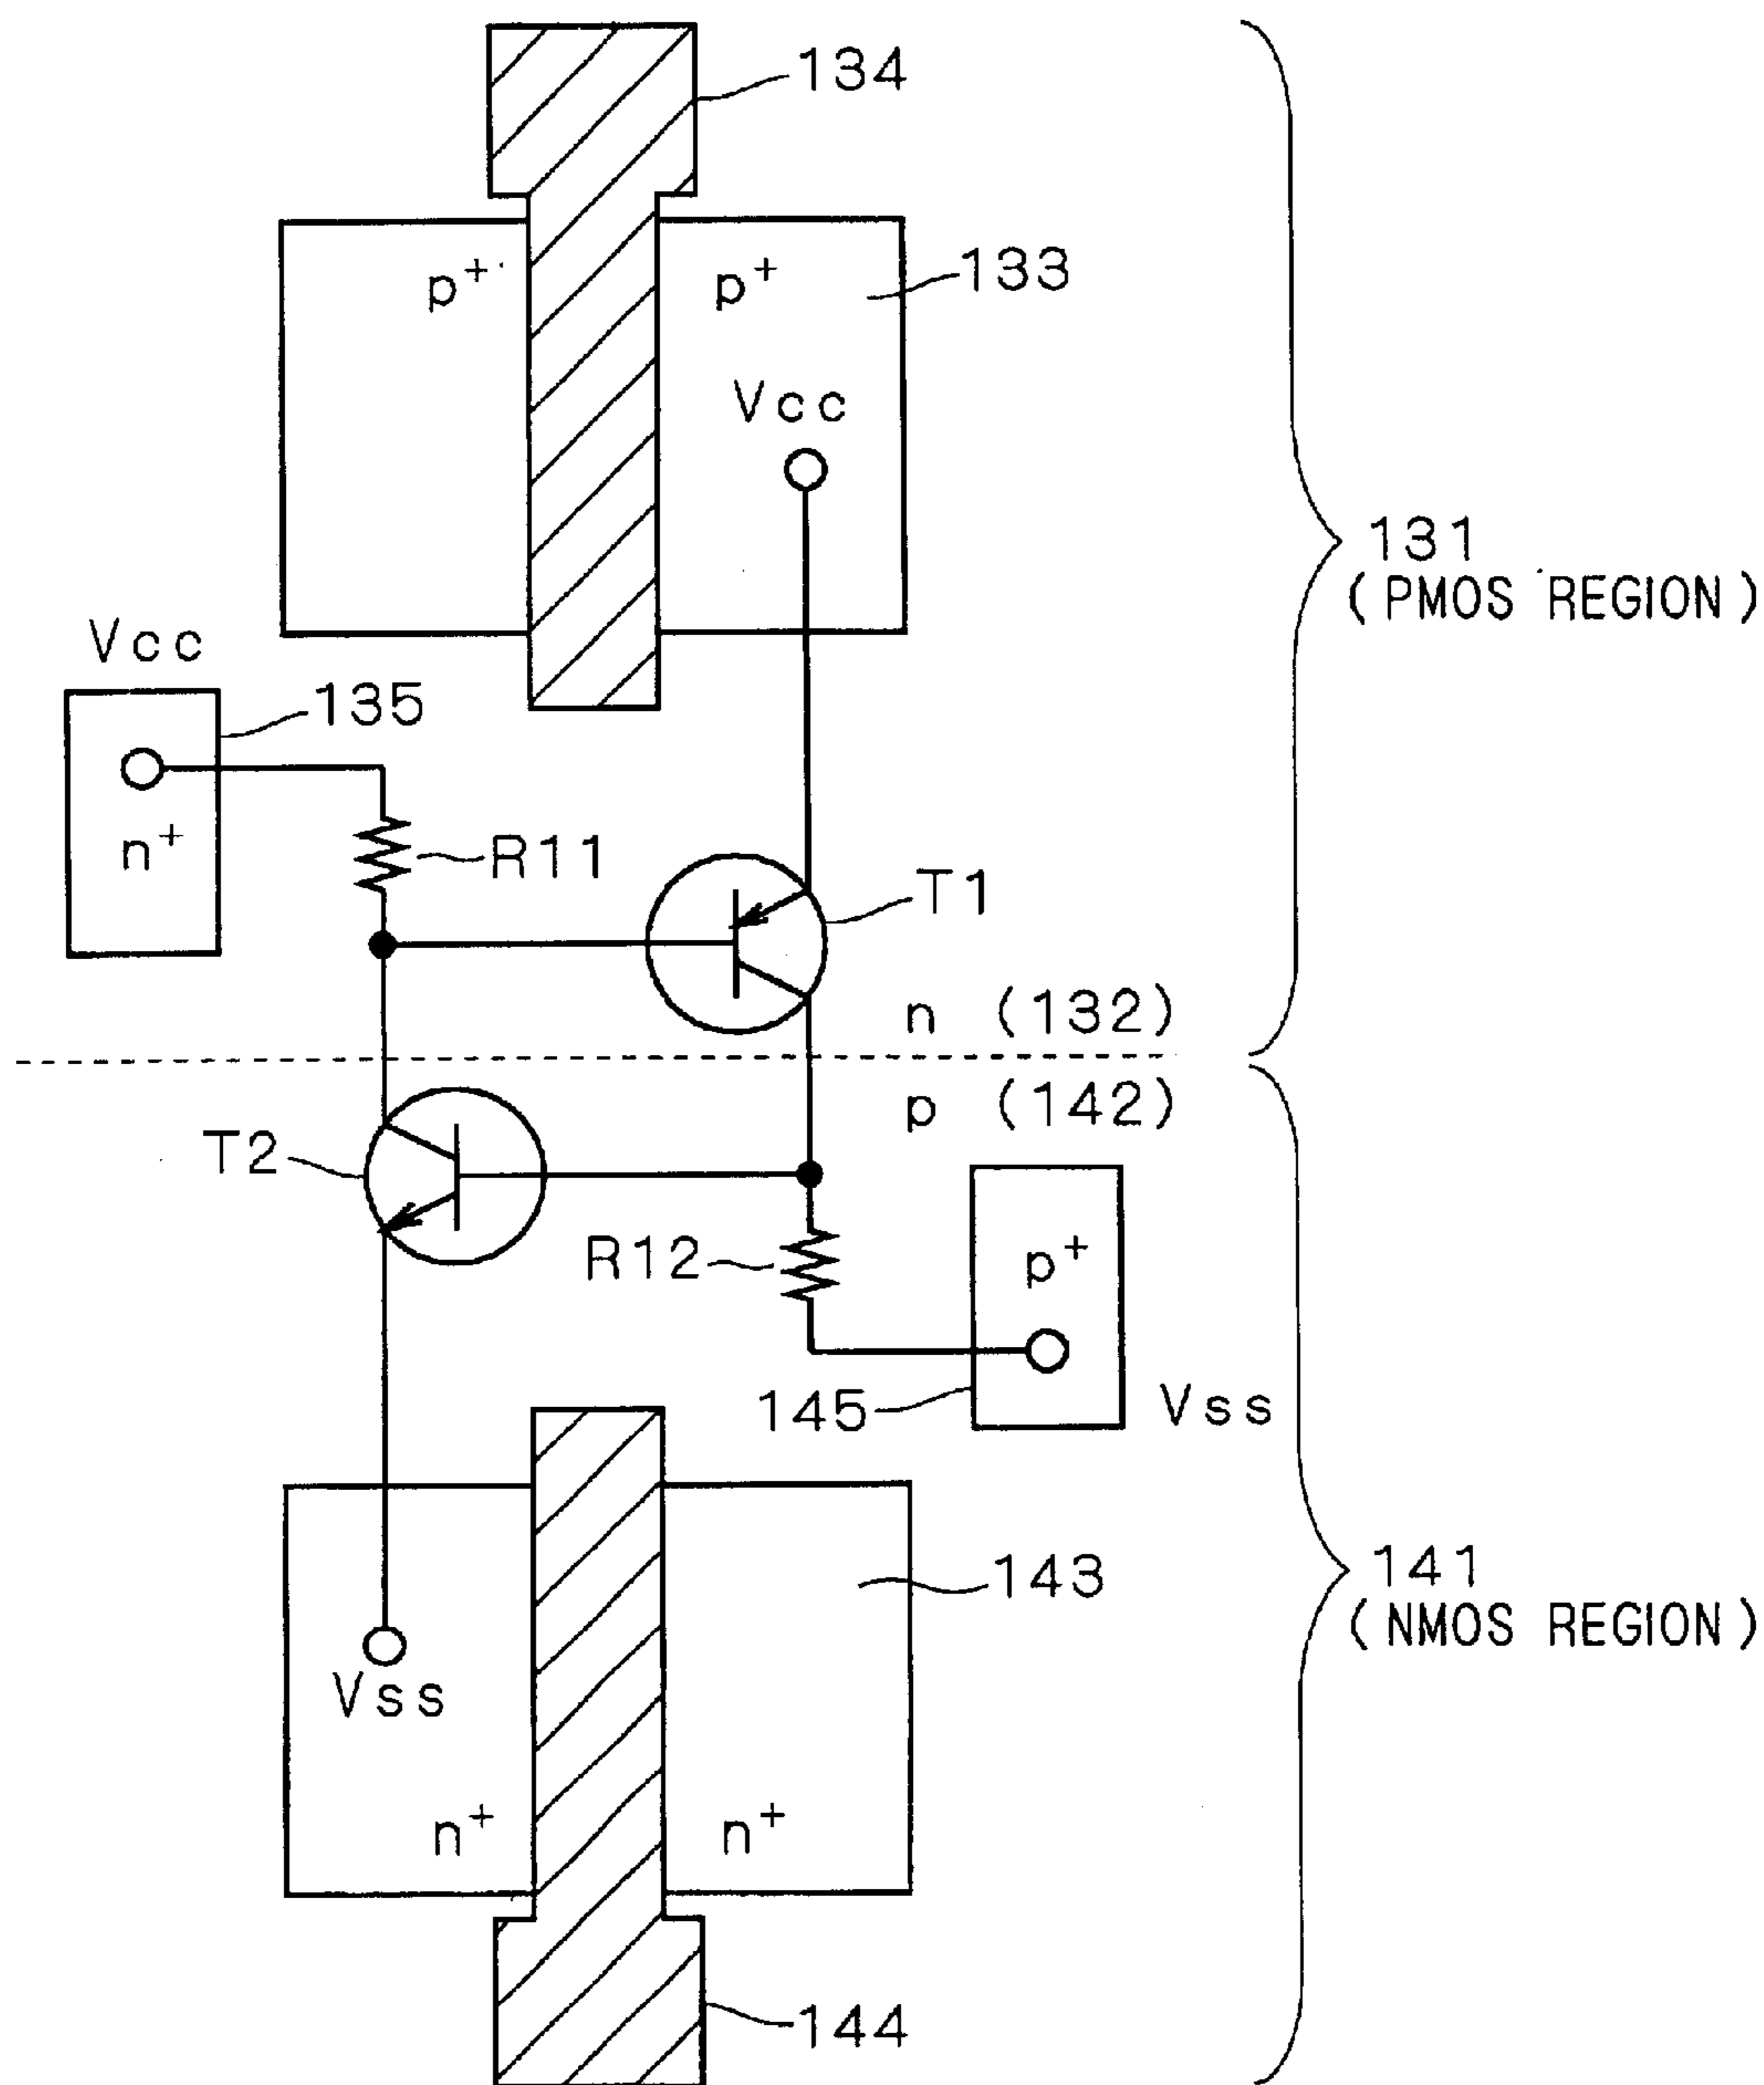 134
p+ p+ 133
Vcc
131
(PMOS REGION)
Vcc
135
n+ R11
T1
n (132)
p (142)
T2
R12 p+
145 Vss
143
141
(NMOS REGION)
Vss
n+ n+
144